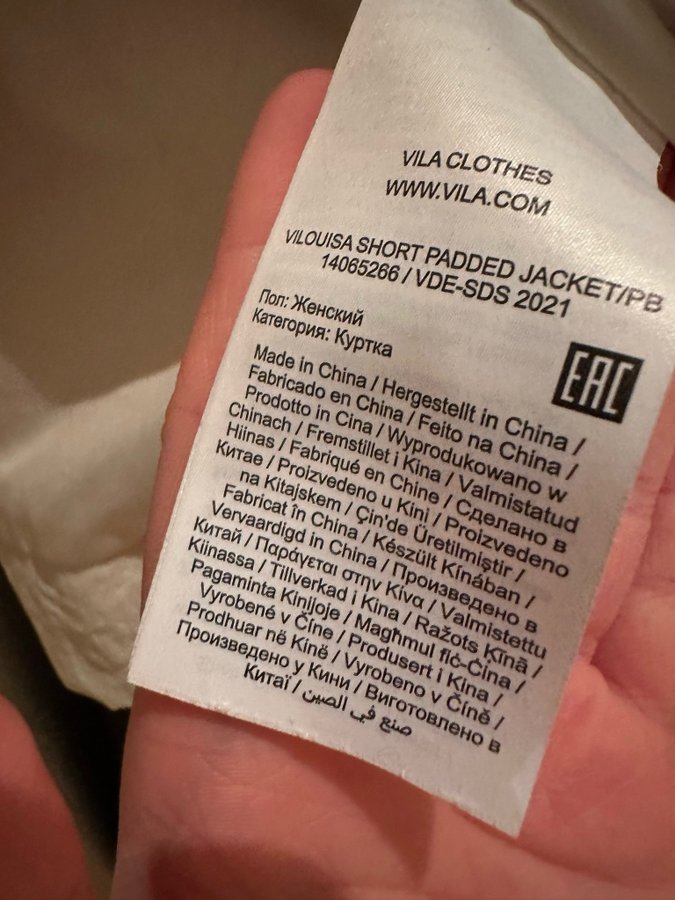 VILA CLOTHES
WWW.VILA.COM
VILOUISA SHORT PADDED JACKET/PB
14065266 / VDE-SDS 2021
Пол: Женский
Категория: Куртка
EAC
Made in China / Hergestellt in China /
Fabricado en China / Feito na China /
Prodotto in Cina / Wyprodukowano w
Chinach / Fremstillet i Kina / Valmistatud
Hiinas / Fabriqué en Chine / Сделано в
Китае / Proizvedeno u Kini / Proizvedeno
na Kitajskem / Çin'de Üretilmiştir /
Fabricat în China / Készült Kínában /
Vervaardigd in China / Произведено в
Китай / Παράγεται στην Κίνα / Valmistettu
Kiinassa / Tillverkad i Kina / Ražots Ķīnā /
Pagaminta Kinijoje / Magħmul fiċ-Ċina /
Vyrobené v Číne / Produsert i Kina /
Prodhuar në Kinë / Vyrobeno v Číně /
Произведено у Кини / Виготовлено в
Китаї / صنع في الصين